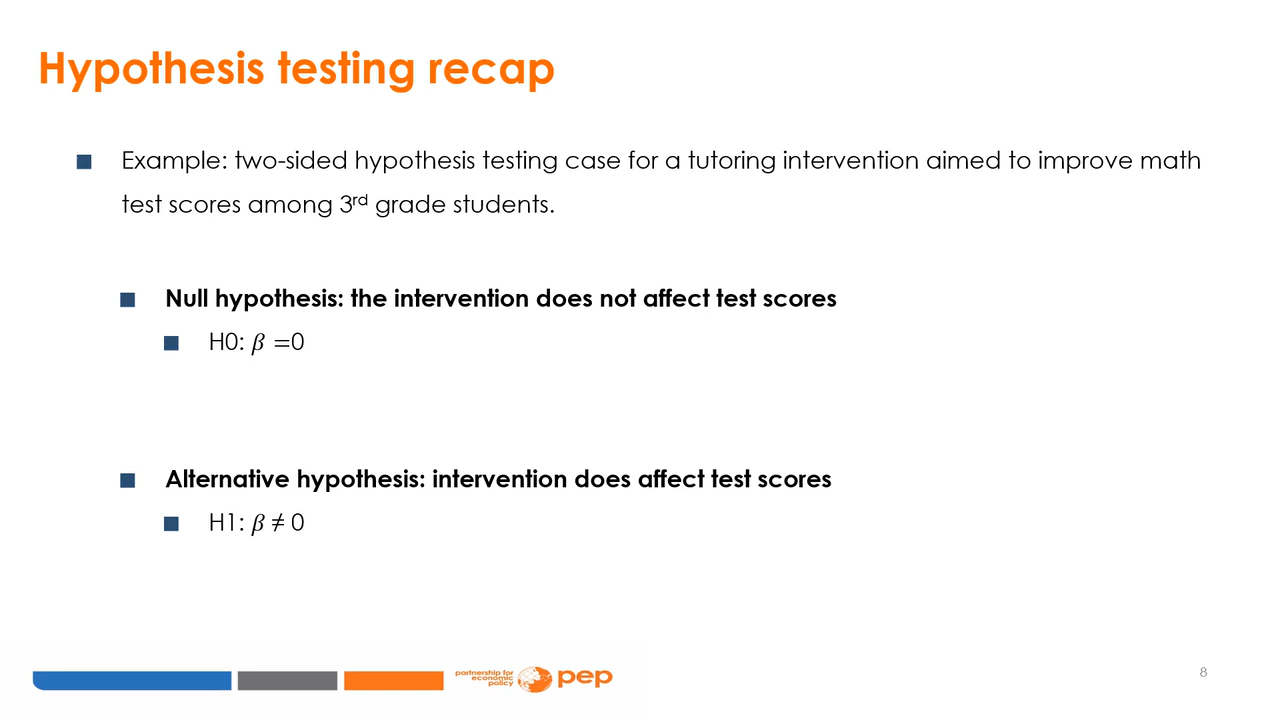 Hypothesis testing recap
Example: two-sided hypothesis testing case for a tutoring intervention aimed to improve math
test scores among 3rd grade students.
Null hypothesis: the intervention does not affect test scores
H0: β =0
Alternative hypothesis: intervention does affect test scores
H1: β ≠ 0
partnership for
economic
policy
pep
8